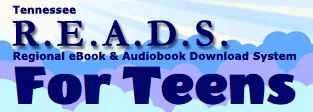 Tennessee
R.E.A.D.S.
Regional eBook & Audiobook Download System
For Teens